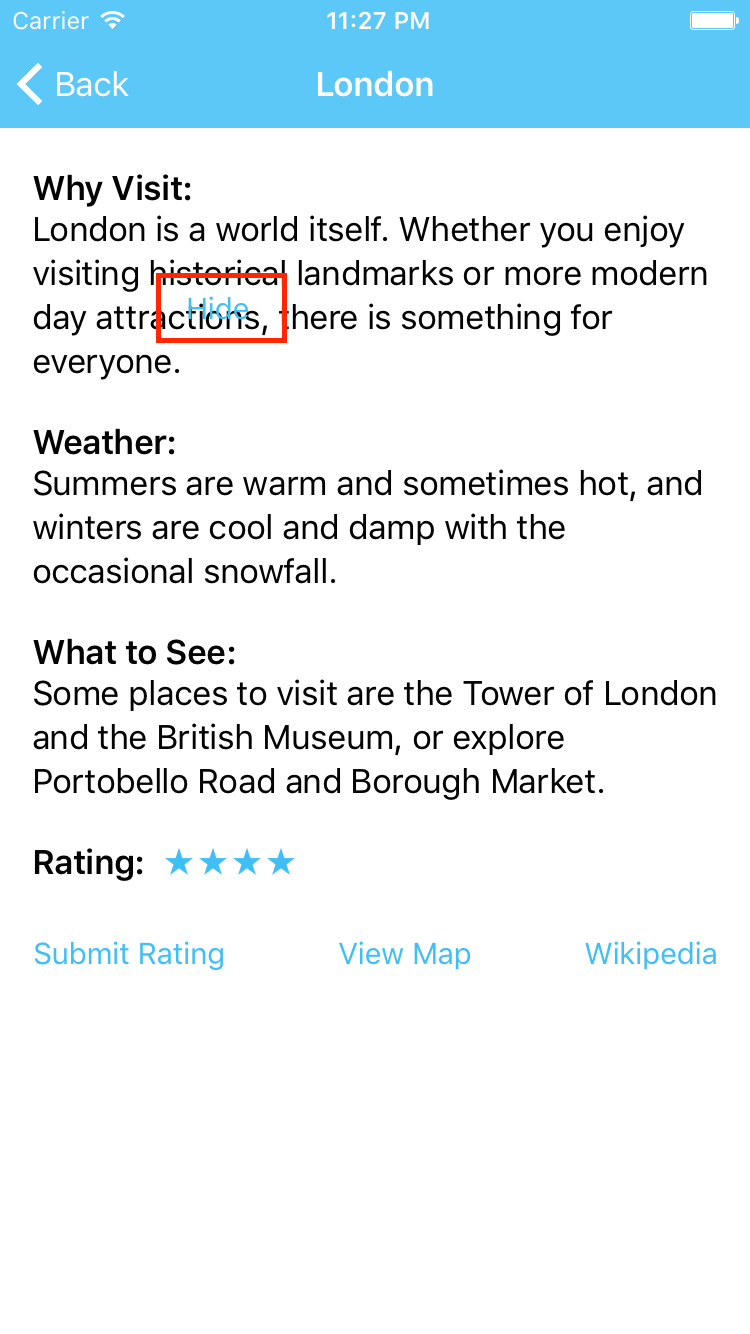 Carrier 11:27 PM
Back London
Why Visit:
London is a world itself. Whether you enjoy
visiting historical landmarks or more modern
Hide
day attractions, there is something for
everyone.
Weather:
Summers are warm and sometimes hot, and
winters are cool and damp with the
occasional snowfall.
What to See:
Some places to visit are the Tower of London
and the British Museum, or explore
Portobello Road and Borough Market.
Rating: ★★★★
Submit Rating View Map Wikipedia